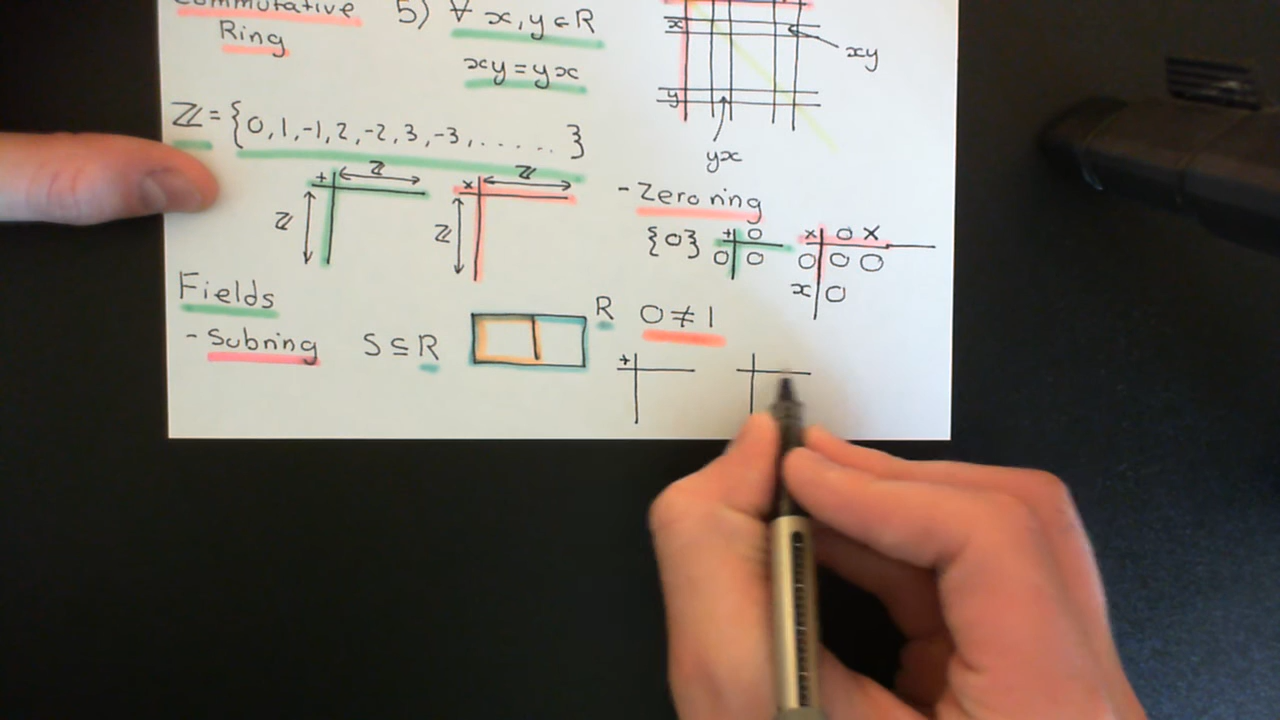 Commutative
Ring
5) ∀ x, y ∈ R
xy = yx
x
xy
y
yx
ℤ = {0, 1, -1, 2, -2, 3, -3, . . . . . . }
+ ℤ
ℤ
x ℤ
ℤ
- Zero ring
{0}
+ 0
0 0
x 0 x
0 0 0
x 0
Fields
- Subring S ⊆ R
R
0 ≠ 1
+